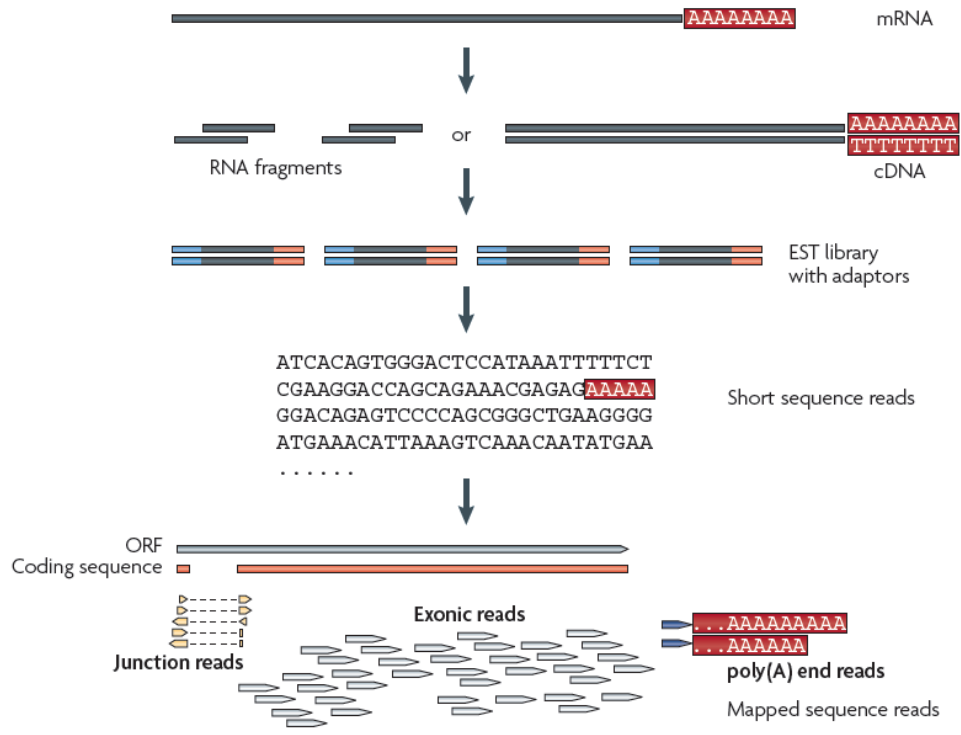 AAAAAAAA mRNA
AAAAAAAA
or
TTTTTTTT
RNA fragments
cDNA
EST library
with adaptors
ATCACAGTGGGACTCCATAAATTTTTCT
CGAAGGACCAGCAGAAACGAGAGAAAAA
Short sequence reads
GGACAGAGTCCCCAGCGGGCTGAAGGGG
ATGAAACATTAAAGTCAAACAATATGAA
......
ORF
Coding sequence
Exonic reads
...AAAAAAAAA
...AAAAAA
Junction reads
poly(A) end reads
Mapped sequence reads